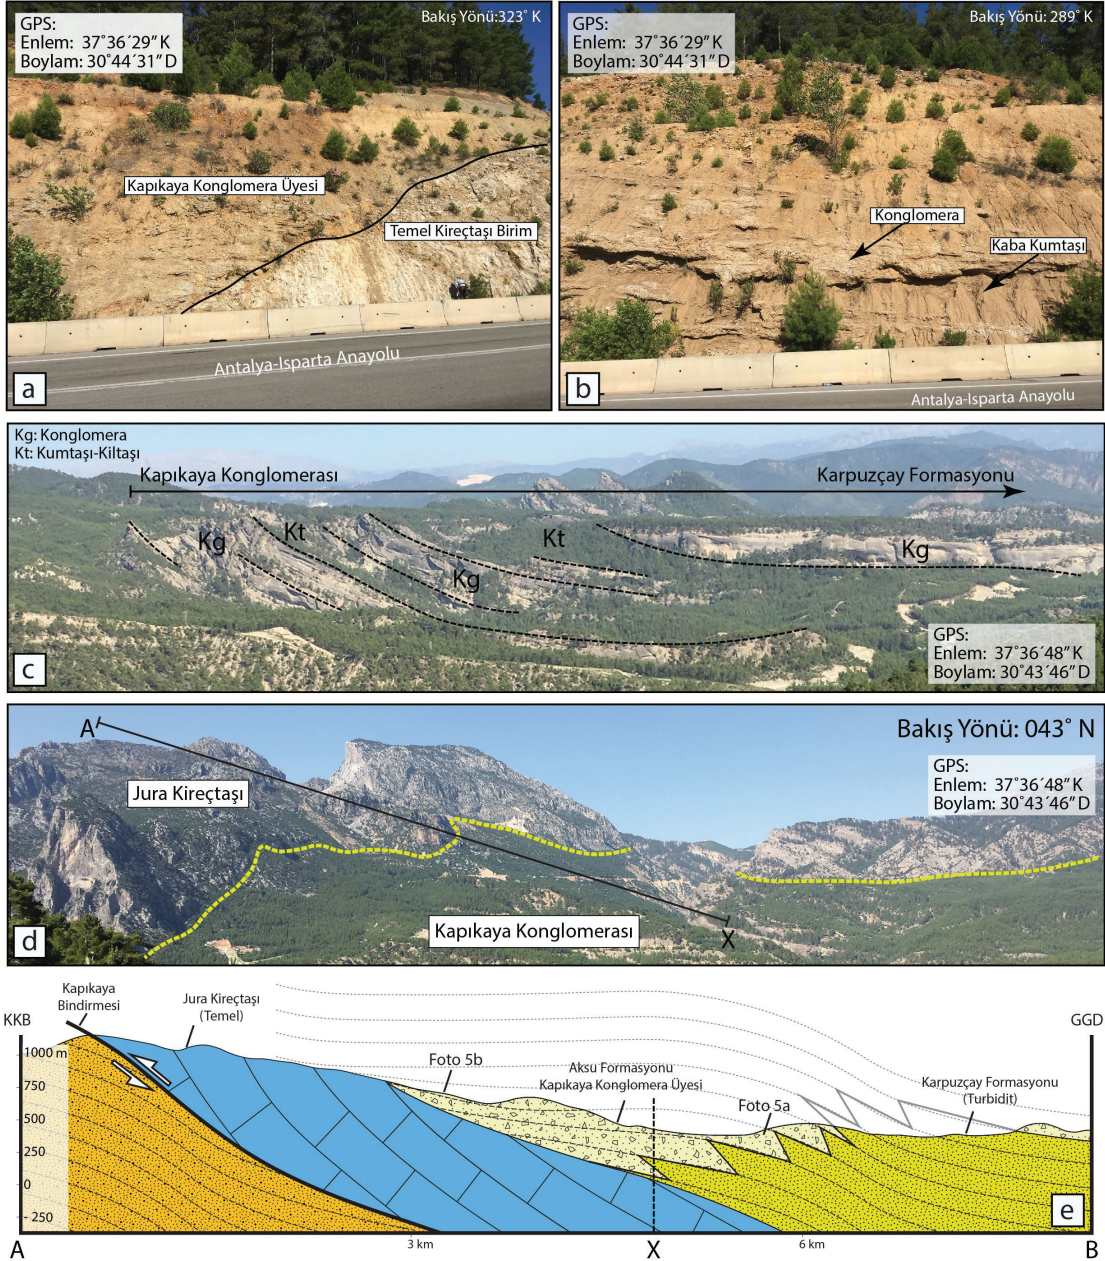 GPS:
Enlem: 37°36´29”K
Boylam: 30°44´31”D
Bakış Yönü:323° K
Kapıkaya Konglomera Üyesi
Temel Kireçtaşı Birim
Antalya-Isparta Anayolu
a
GPS:
Enlem: 37°36´29”K
Boylam: 30°44´31”D
Bakış Yönü: 289° K
Konglomera
Kaba Kumtaşı
Antalya-Isparta Anayolu
b
Kg: Konglomera
Kt: Kumtaşı-Kiltaşı
Kapıkaya Konglomerası
Karpuzçay Formasyonu
Kg
Kt
Kg
Kt
Kg
GPS:
Enlem: 37°36´48”K
Boylam: 30°43´46”D
c
A
Bakış Yönü: 043° N
GPS:
Enlem: 37°36´48”K
Boylam: 30°43´46”D
Jura Kireçtaşı
Kapıkaya Konglomerası
X
d
Kapıkaya
Bindirmesi
Jura Kireçtaşı
(Temel)
KKB
GGD
1000 m
750
500
250
0
- 250
Foto 5b
Aksu Formasyonu
Kapıkaya Konglomera Üyesi
Foto 5a
Karpuzçay Formasyonu
(Turbidit)
e
A
3 km
X
6 km
B